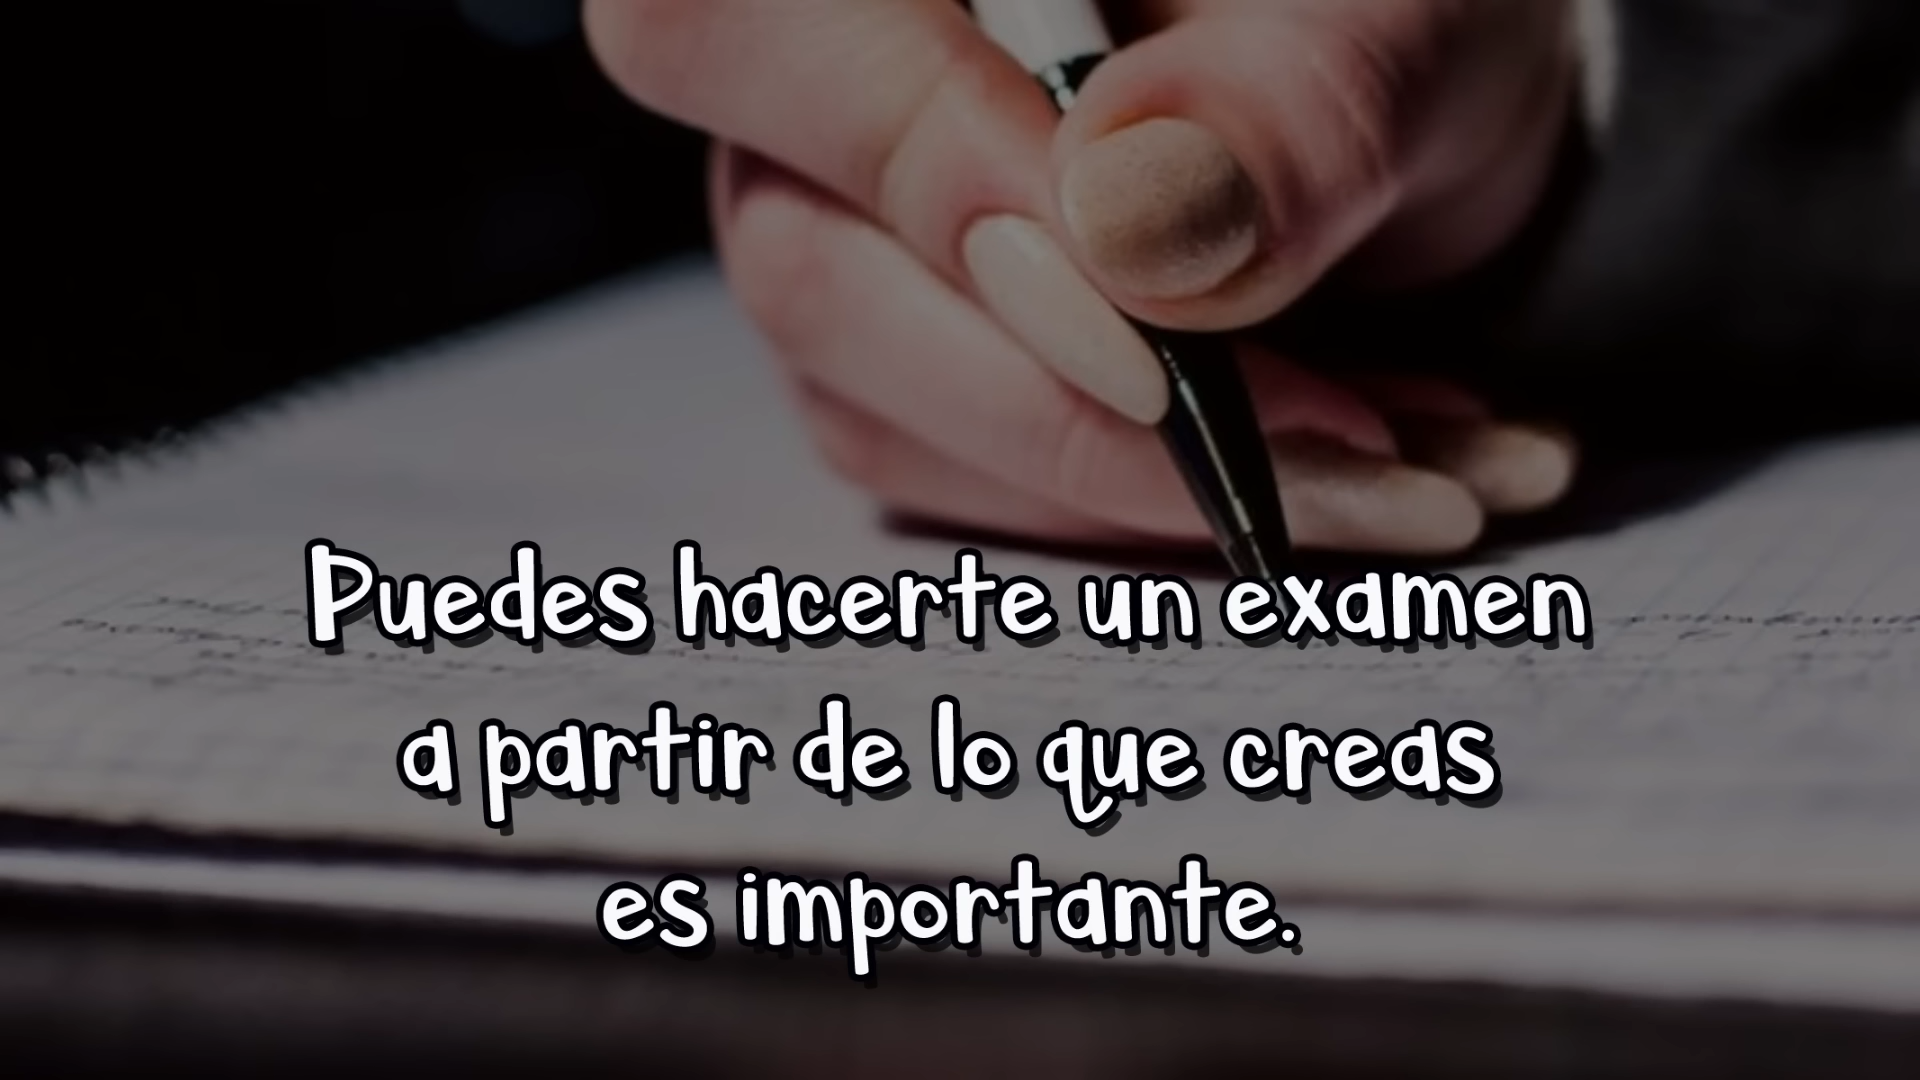 Puedes hacerte un examen
a partir de lo que creas
es importante.